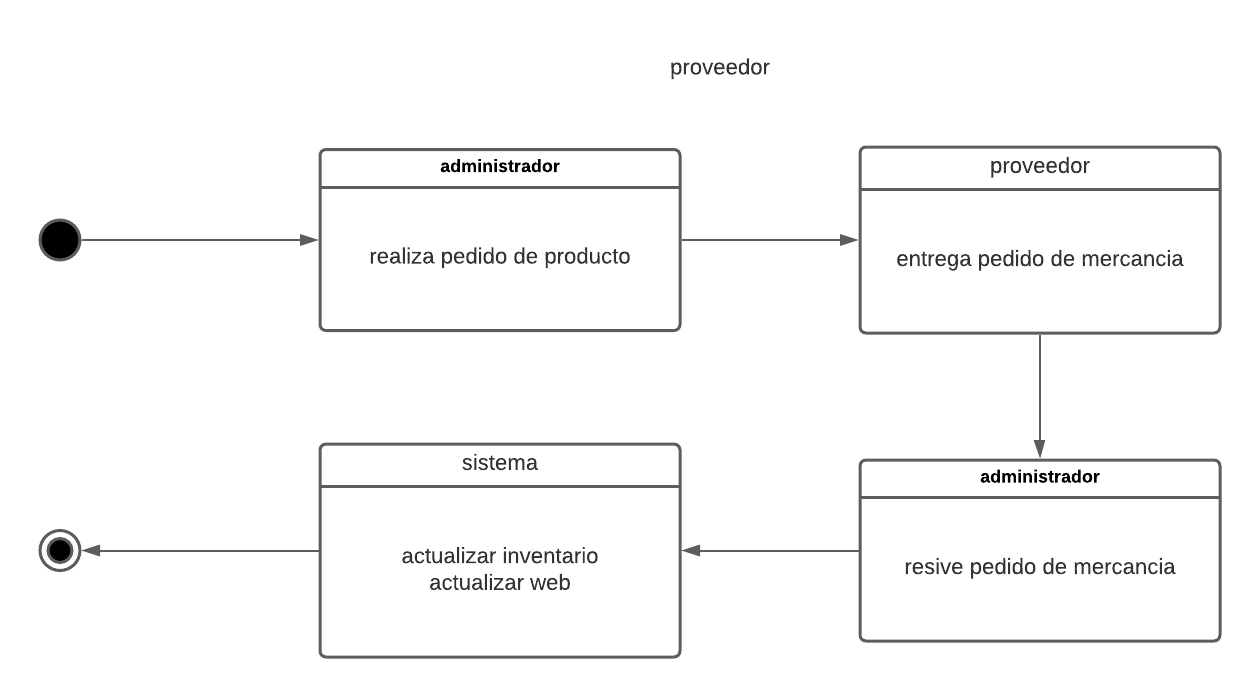 proveedor
administrador
realiza pedido de producto
proveedor
entrega pedido de mercancia
administrador
resive pedido de mercancia
sistema
actualizar inventario
actualizar web